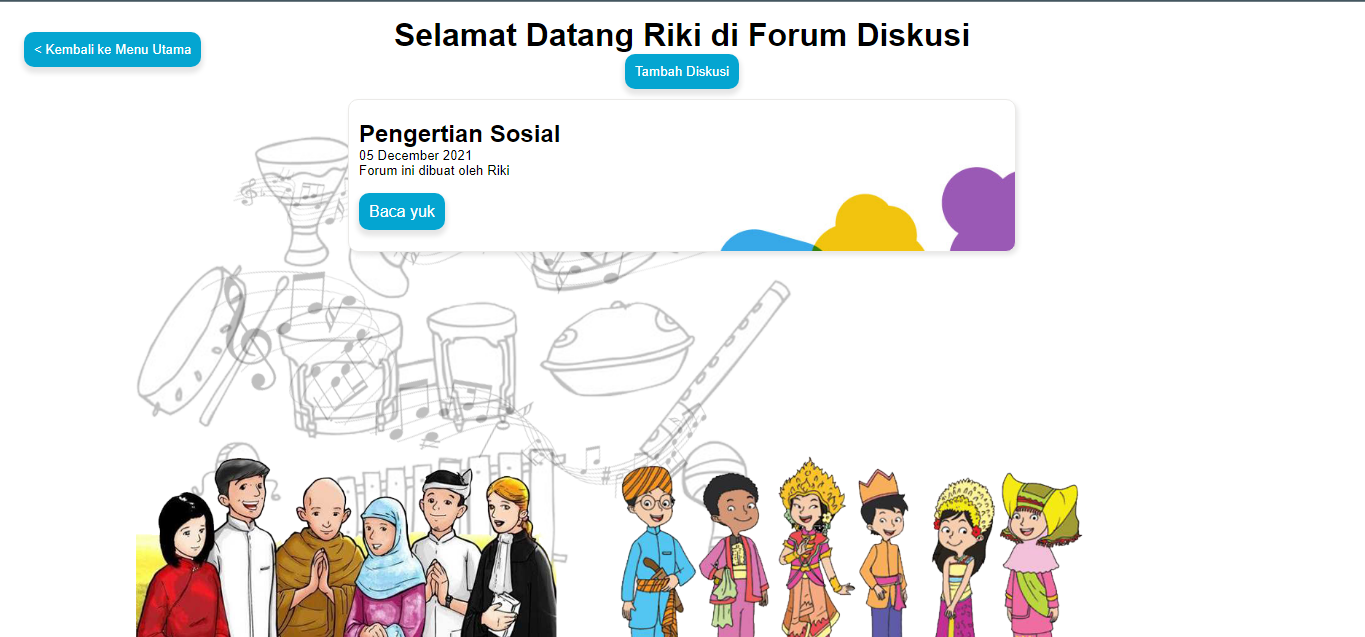 Selamat Datang Riki di Forum Diskusi
< Kembali ke Menu Utama
Tambah Diskusi
Pengertian Sosial
05 December 2021
Forum ini dibuat oleh Riki
Baca yuk